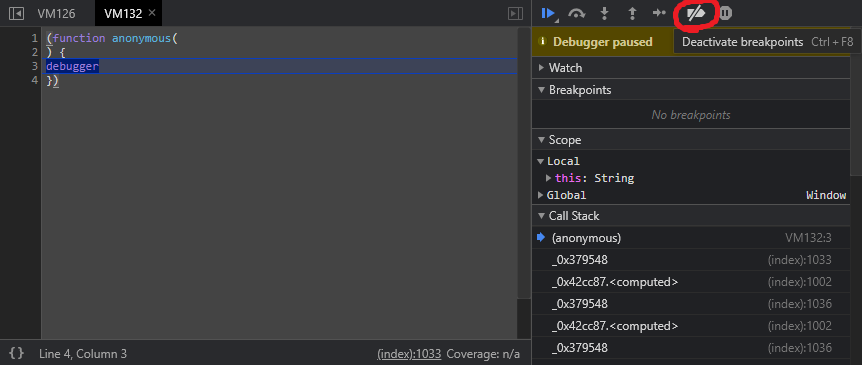 VM126 VM132 ×
1 (function anonymous(
2 ) {
3 debugger
4 })
{ } Line 4, Column 3 (index):1033 Coverage: n/a
Debugger paused
Deactivate breakpoints Ctrl + F8
Watch
Breakpoints
No breakpoints
Scope
Local
this: String
Global Window
Call Stack
(anonymous) VM132:3
_0x379548 (index):1033
_0x42cc87.<computed> (index):1002
_0x379548 (index):1036
_0x42cc87.<computed> (index):1002
_0x379548 (index):1036